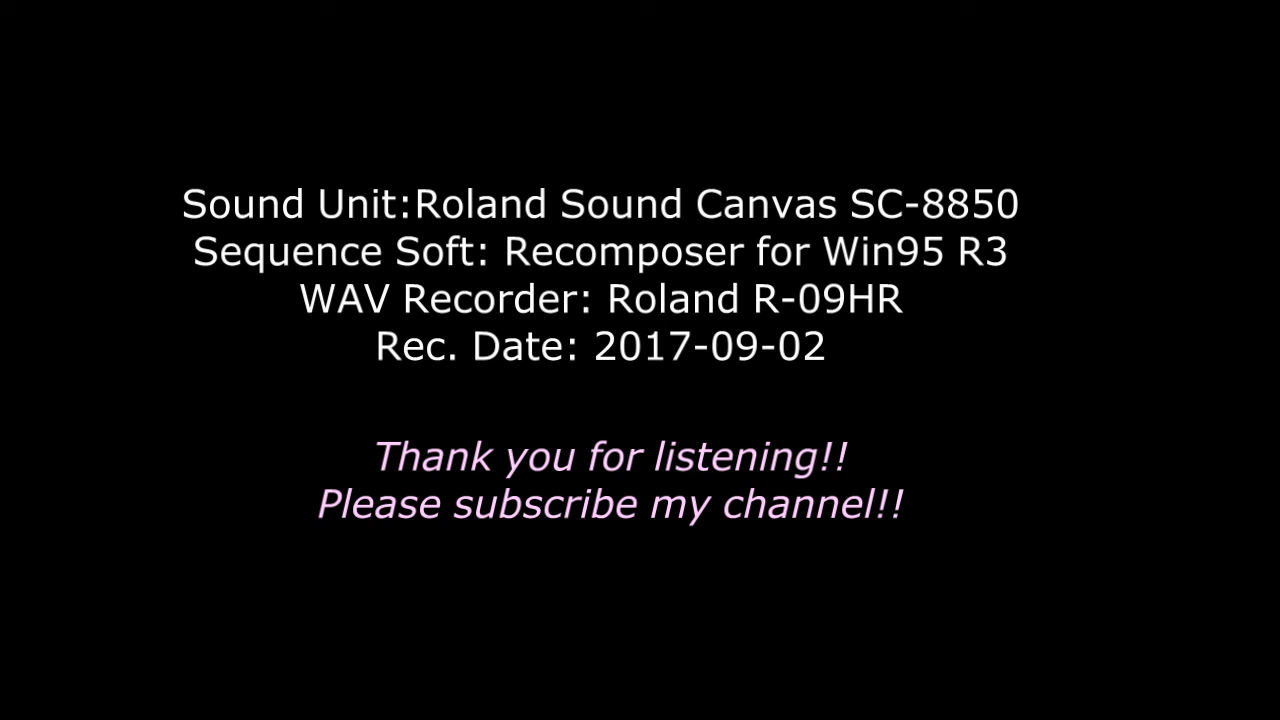 Sound Unit:Roland Sound Canvas SC-8850
Sequence Soft: Recomposer for Win95 R3
WAV Recorder: Roland R-09HR
Rec. Date: 2017-09-02
Thank you for listening!!
Please subscribe my channel!!